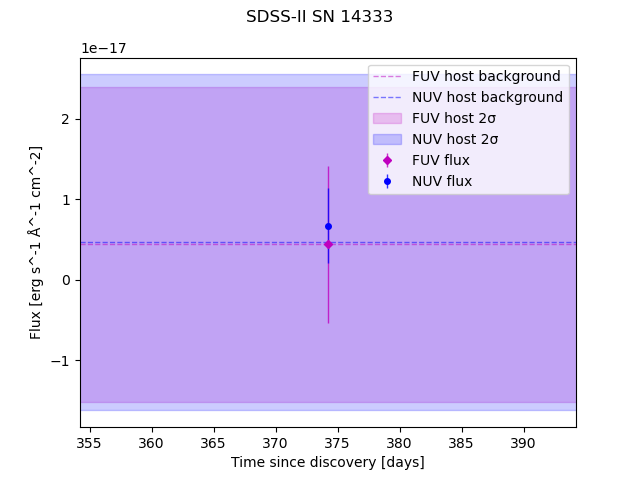 SDSS-II SN 14333
1e−17
FUV host background
NUV host background
FUV host 2σ
NUV host 2σ
FUV flux
NUV flux
2
1
0
−1
Flux [erg s^-1 Å^-1 cm^-2]
355 360 365 370 375 380 385 390
Time since discovery [days]